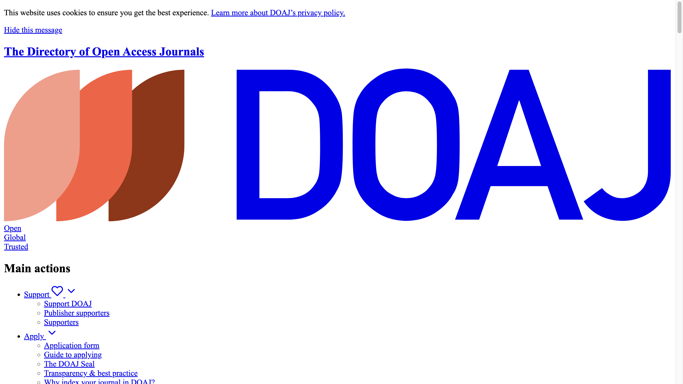 This website uses cookies to ensure you get the best experience. Learn more about DOAJ's privacy policy.
Hide this message
The Directory of Open Access Journals
DOAJ
Open
Global
Trusted
Main actions
Support
Support DOAJ
Publisher supporters
Supporters
Apply
Application form
Guide to applying
The DOAJ Seal
Transparency & best practice
Why index your journal in DOAJ?